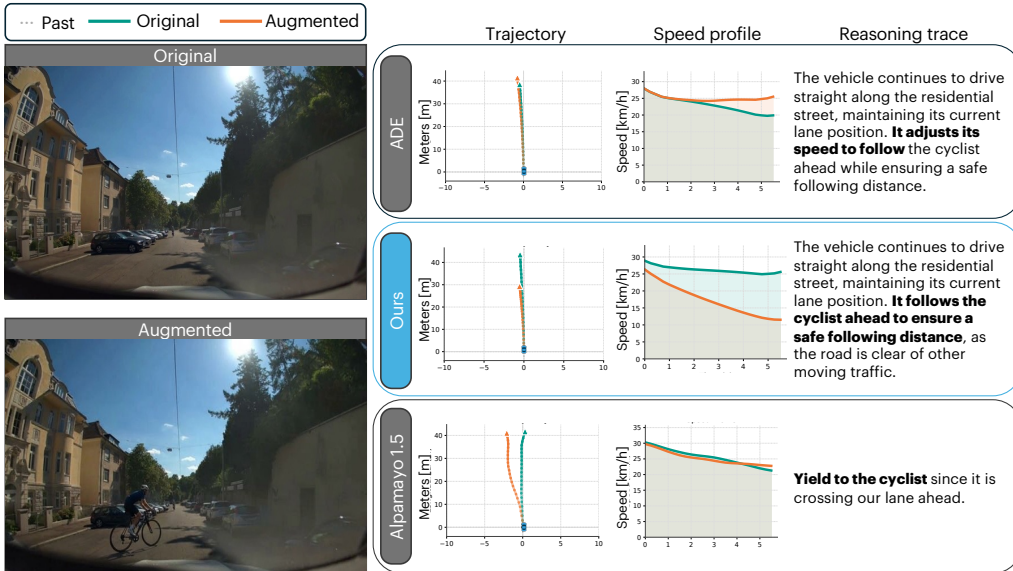 Past
Original
Augmented
Original
Augmented
Trajectory
Speed profile
Reasoning trace
ADE
Meters [m]
40
30
20
10
0
−10
−5
0
5
10
Speed [km/h]
30
25
20
15
10
5
0
0
1
2
3
4
5
The vehicle continues to drive
straight along the residential
street, maintaining its current
lane position. It adjusts its
speed to follow the cyclist
ahead while ensuring a safe
following distance.
Ours
Meters [m]
40
30
20
10
0
−10
−5
0
5
10
Speed [km/h]
30
25
20
15
10
5
0
0
1
2
3
4
5
The vehicle continues to drive
straight along the residential
street, maintaining its current
lane position. It follows the
cyclist ahead to ensure a
safe following distance, as
the road is clear of other
moving traffic.
Alpamayo 1.5
Meters [m]
40
30
20
10
0
−10
−5
0
5
10
Speed [km/h]
35
30
25
20
15
10
5
0
0
1
2
3
4
5
Yield to the cyclist since it is
crossing our lane ahead.